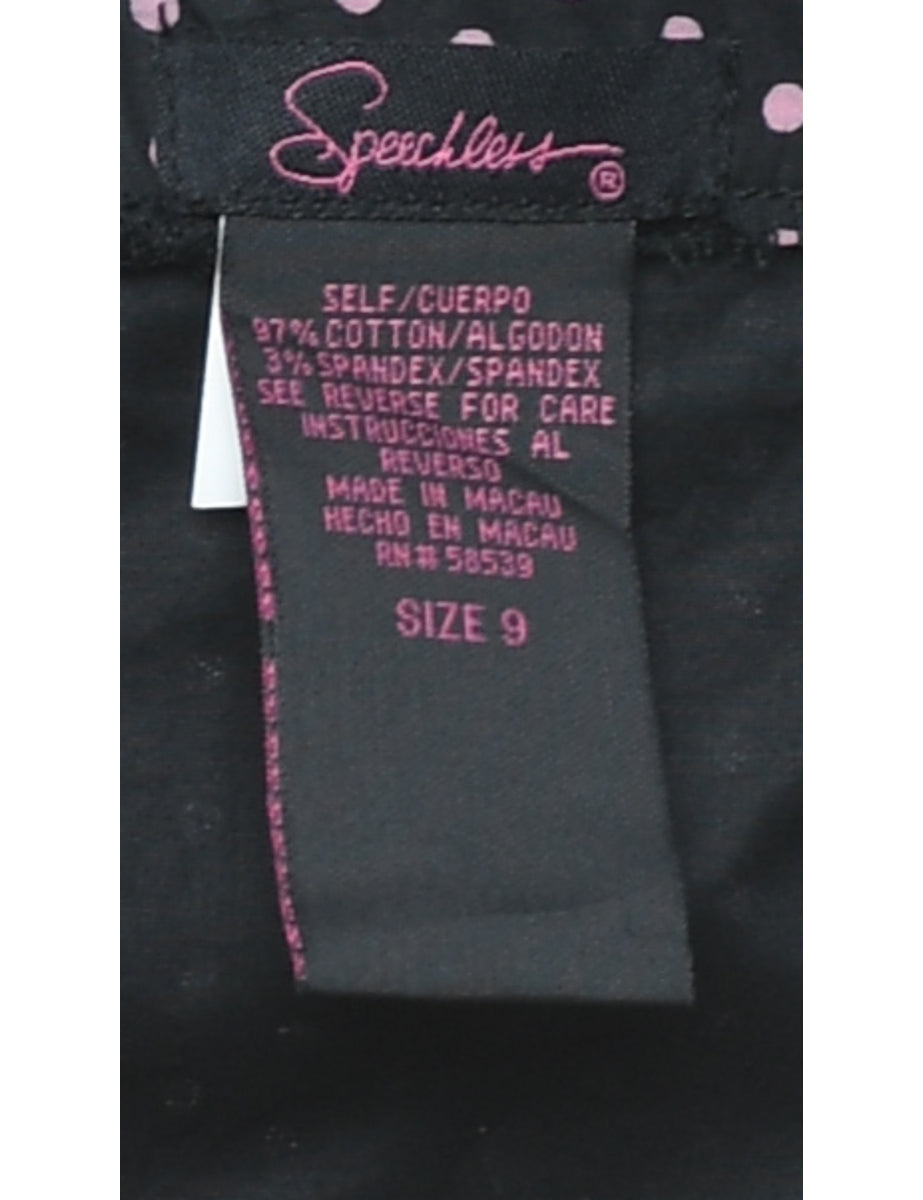 Speechless
®
SELF/CUERPO
97% COTTON/ALGODON
3% SPANDEX/SPANDEX
SEE REVERSE FOR CARE
INSTRUCCIONES AL
REVERSO
MADE IN MACAU
HECHO EN MACAU
RN# 58539
SIZE 9